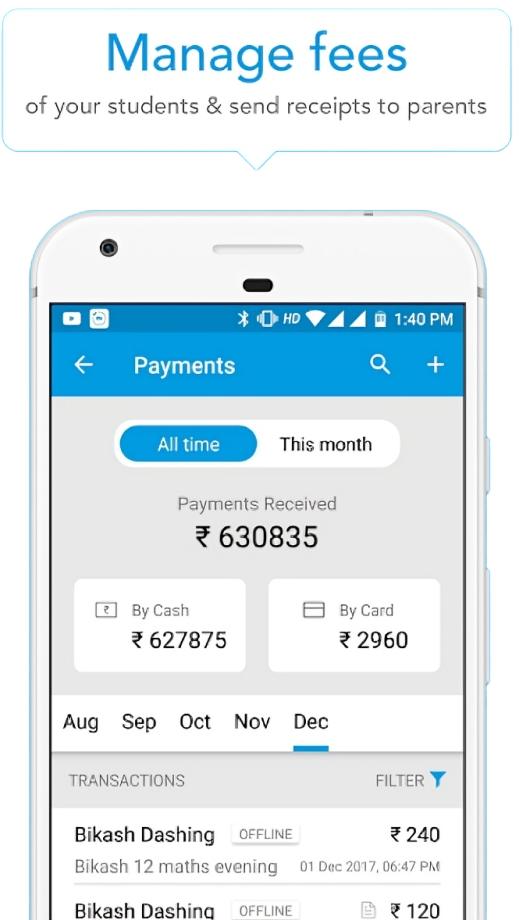 Manage fees
of your students & send receipts to parents
HD 1:40 PM
Payments
All time This month
Payments Received
₹ 630835
By Cash By Card
₹ 627875 ₹ 2960
Aug Sep Oct Nov Dec
TRANSACTIONS FILTER
Bikash Dashing OFFLINE ₹ 240
Bikash 12 maths evening 01 Dec 2017, 06:47 PM
Bikash Dashing OFFLINE ₹ 120